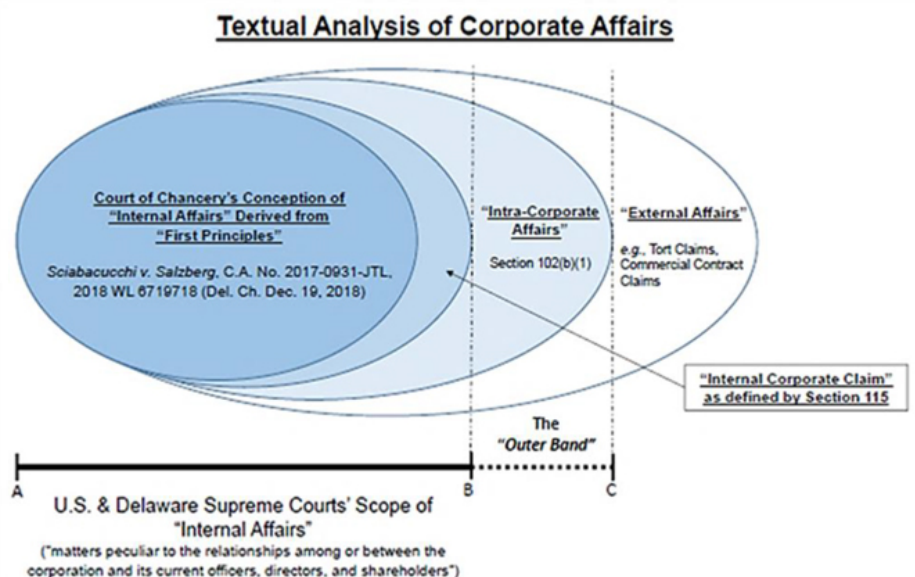 Textual Analysis of Corporate Affairs
Court of Chancery's Conception of
"Internal Affairs" Derived from
"First Principles"
Sciabacucchi v. Salzberg, C.A. No. 2017-0931-JTL,
2018 WL 6719718 (Del. Ch. Dec. 19, 2018)
"Intra-Corporate
Affairs"
Section 102(b)(1)
"External Affairs"
e.g., Tort Claims,
Commercial Contract
Claims
"Internal Corporate Claim"
as defined by Section 115
The
"Outer Band"
A
B
C
U.S. & Delaware Supreme Courts' Scope of
"Internal Affairs"
("matters peculiar to the relationships among or between the
corporation and its current officers, directors, and shareholders")